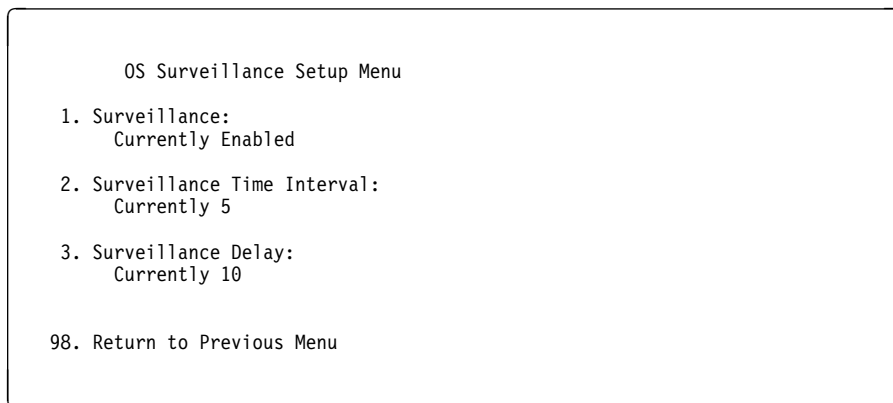 OS Surveillance Setup Menu
1. Surveillance:
Currently Enabled
2. Surveillance Time Interval:
Currently 5
3. Surveillance Delay:
Currently 10
98. Return to Previous Menu